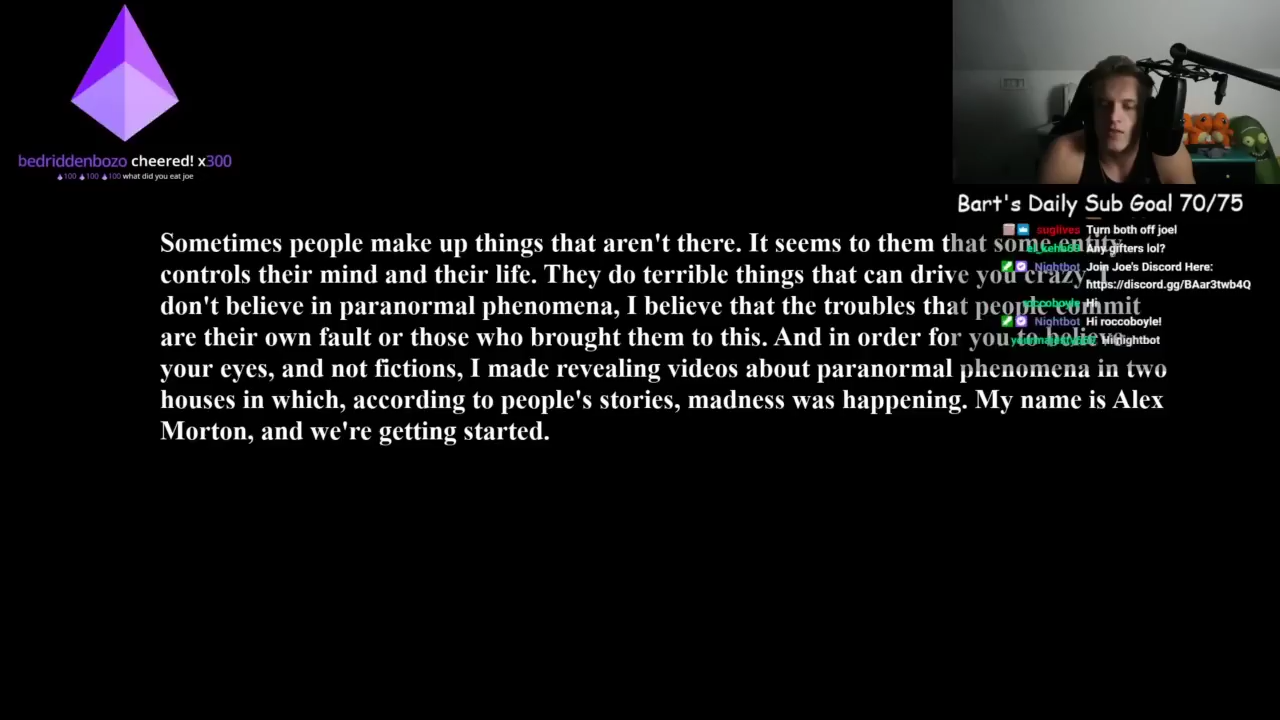 bedriddenbozo cheered! x300
100 100 100 what did you eat joe
Bart's Daily Sub Goal 70/75
suglives Turn both off joel
Any gifters lol?
Nightbot Join Joe's Discord Here:
https://discord.gg/BAar3twb4Q
roccoboyle Hi
Nightbot Hi roccoboyle!
Hi nightbot
Sometimes people make up things that aren't there. It seems to them that some entity
controls their mind and their life. They do terrible things that can drive you crazy. I
don't believe in paranormal phenomena, I believe that the troubles that people commit
are their own fault or those who brought them to this. And in order for you to believe
your eyes, and not fictions, I made revealing videos about paranormal phenomena in two
houses in which, according to people's stories, madness was happening. My name is Alex
Morton, and we're getting started.